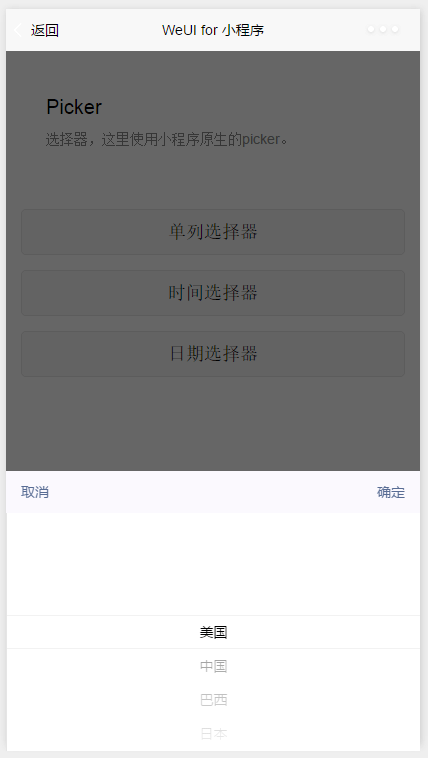 返回
WeUI for 小程序
Picker
选择器，这里使用小程序原生的picker。
单列选择器
时间选择器
日期选择器
取消
确定
美国
中国
巴西
日本